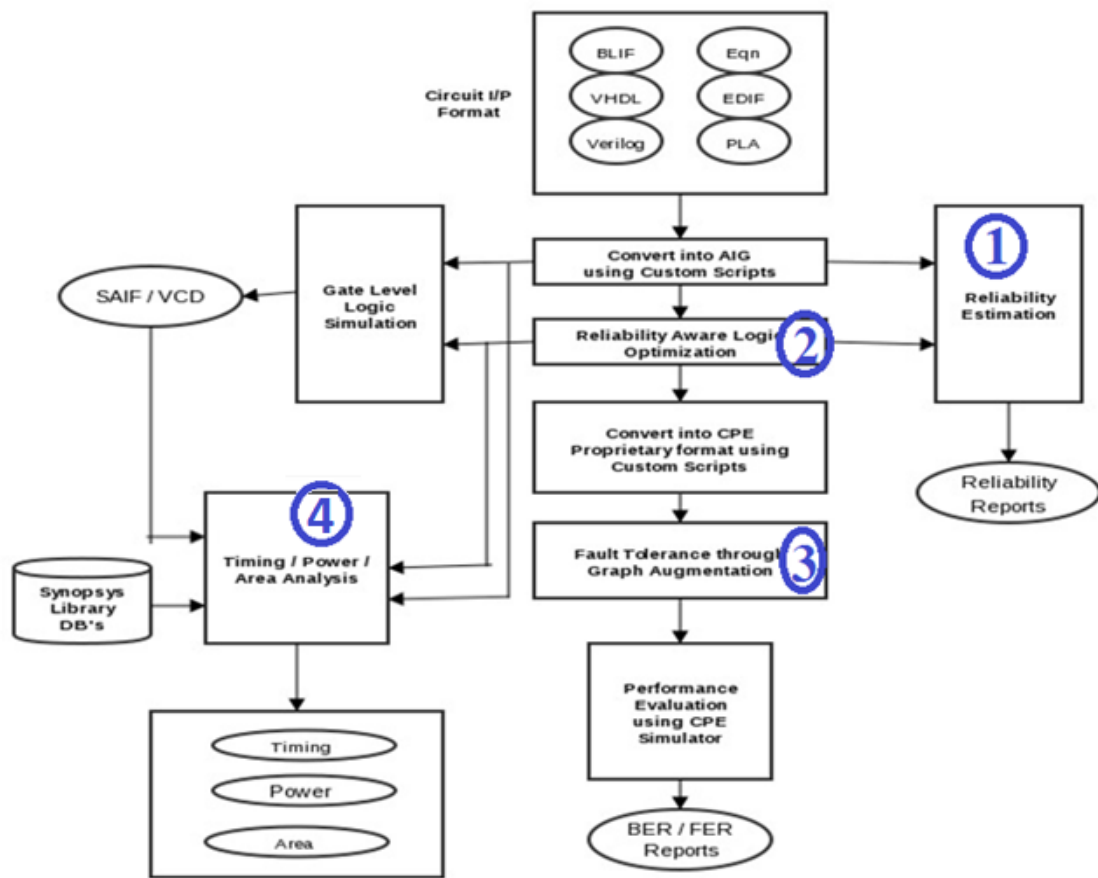 Circuit I/P
Format
BLIF
Eqn
VHDL
EDIF
Verilog
PLA
Convert into AIG
using Custom Scripts
1
Reliability
Estimation
SAIF / VCD
Gate Level
Logic
Simulation
Reliability Aware Logic
Optimization
2
Convert into CPE
Proprietary format using
Custom Scripts
Reliability
Reports
4
Timing / Power /
Area Analysis
Fault Tolerance through
Graph Augmentation
3
Synopsys
Library
DB's
Performance
Evaluation
using CPE
Simulator
Timing
Power
Area
BER / FER
Reports